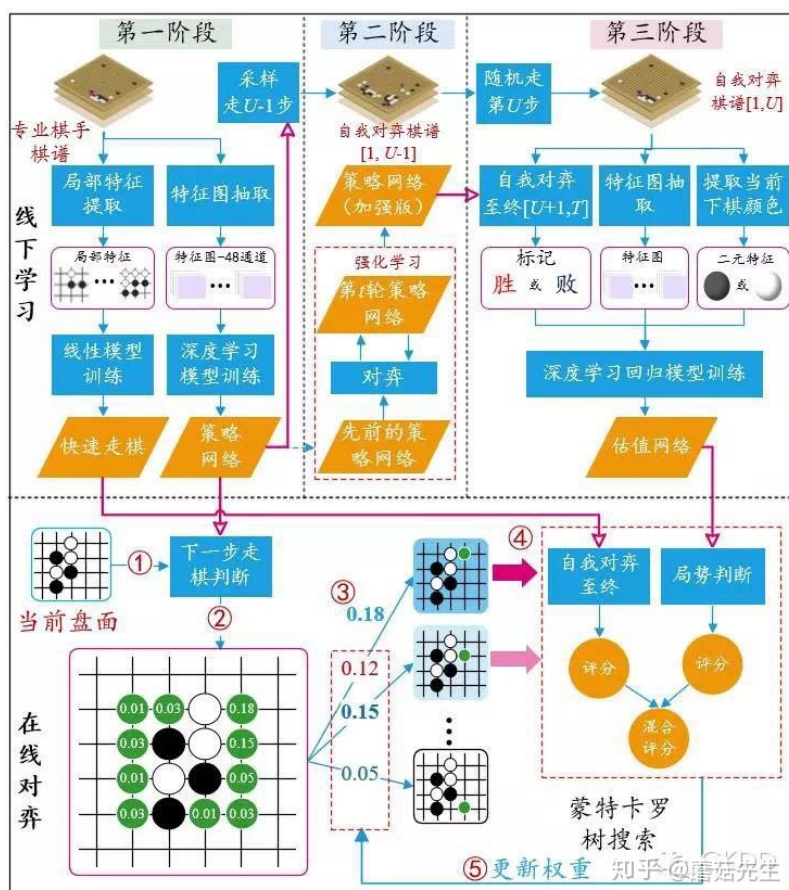 第一阶段
第二阶段
第三阶段
专业棋手
棋谱
采样
走U-1步
自我对弈棋谱
[1, U-1]
随机走
第U步
自我对弈
棋谱[1,U]
线下学习
局部特征
提取
特征图抽取
局部特征
特征图-48通道
线性模型
训练
深度学习
模型训练
快速走棋
策略
网络
策略网络
(加强版)
强化学习
第t轮策略
网络
对弈
先前的策
略网络
自我对弈
至终[U+1,T]
特征图抽
取
提取当前
下棋颜色
标记
胜 或 败
特征图
二元特征
或
深度学习回归模型训练
估值网络
在线对弈
当前盘面
①
下一步走
棋判断
②
0.01
0.03
0.18
0.03
0.15
0.01
0.05
0.03
0.01
0.03
③
0.18
0.12
0.15
0.05
④
自我对弈
至终
局势判断
评分
评分
混合
评分
蒙特卡罗
树搜索
⑤更新权重
知乎 @蘑菇先生